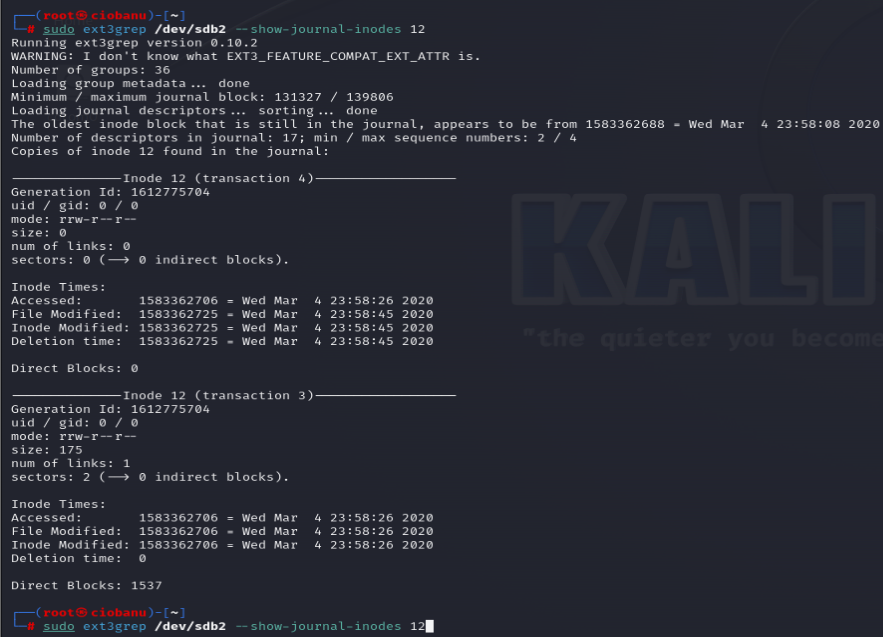 ┌──(root㉿ciobanu)-[~]
└─# sudo ext3grep /dev/sdb2 --show-journal-inodes 12
Running ext3grep version 0.10.2
WARNING: I don't know what EXT3_FEATURE_COMPAT_EXT_ATTR is.
Number of groups: 36
Loading group metadata... done
Minimum / maximum journal block: 131327 / 139806
Loading journal descriptors... sorting... done
The oldest inode block that is still in the journal, appears to be from 1583362688 = Wed Mar  4 23:58:08 2020
Number of descriptors in journal: 17; min / max sequence numbers: 2 / 4
Copies of inode 12 found in the journal:

--------------Inode 12 (transaction 4)------------------
Generation Id: 1612775704
uid / gid: 0 / 0
mode: rrw-r--r--
size: 0
num of links: 0
sectors: 0 (--> 0 indirect blocks).

Inode Times:
Accessed:       1583362706 = Wed Mar  4 23:58:26 2020
File Modified:  1583362725 = Wed Mar  4 23:58:45 2020
Inode Modified: 1583362725 = Wed Mar  4 23:58:45 2020
Deletion time:  1583362725 = Wed Mar  4 23:58:45 2020

Direct Blocks: 0

--------------Inode 12 (transaction 3)------------------
Generation Id: 1612775704
uid / gid: 0 / 0
mode: rrw-r--r--
size: 175
num of links: 1
sectors: 2 (--> 0 indirect blocks).

Inode Times:
Accessed:       1583362706 = Wed Mar  4 23:58:26 2020
File Modified:  1583362706 = Wed Mar  4 23:58:26 2020
Inode Modified: 1583362706 = Wed Mar  4 23:58:26 2020
Deletion time:  0

Direct Blocks: 1537

┌──(root㉿ciobanu)-[~]
└─# sudo ext3grep /dev/sdb2 --show-journal-inodes 12
KALI
"the quieter you become